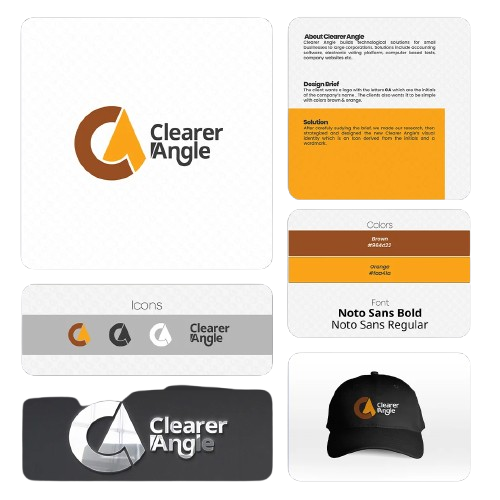 Clearer
Angle
About Clearer Angle
Clearer Angle builds technological solutions for small
businesses to large corporations. Solutions include accounting
software, electronic voting platform, computer based tests,
company websites etc.
Design Brief
The client wants a logo with the letters CA which are the initials
of the company's name . The clients also wants it to be simple
with colors brown & orange.
Solution
After carefully studying the brief, we made our research, then
strategized and designed the new Clearer Angle's visual
identity which is an icon derived from the initials and a
wordmark.
Colors
Brown
Orange
Font
Noto Sans Bold
Noto Sans Regular
Icons
Clearer
Angle
Clearer
Angle
Clearer
Angle